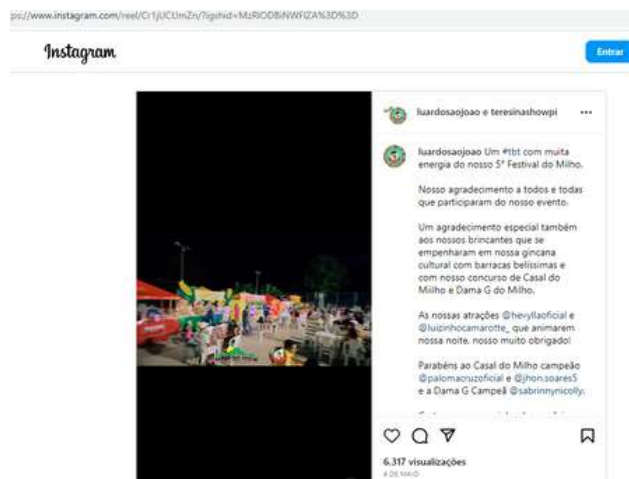 ps://www.instagram.com/reel/Cr1jUCtJmZn/?igshid=MzRlODBiNWFlZA%3D%3D
Instagram
Entrar
luardosaojoao e teresinashowpi
luardosaojoao Um #tbt com muita
energia do nosso 5° Festival do Milho.
Nosso agradecimento a todos e todas
que participaram do nosso evento.
Um agradecimento especial também
aos nossos brincantes que se
empenharam em nossa gincana
cultural com barracas belíssimas e
com nosso concurso de Casal do
Miilho e Dama G do Milho.
As nossas atrações @hevyllaoficial e
@luizinhocamarotte_ que animarem
nossa noite, nosso muito obrigado!
Parabéns ao Casal do Milho campeão
@palomacruzoficial e @jhon.soares5
e a Dama G Campeã @sabrinnynicolly.
6.317 visualizações
4 DE MAIO